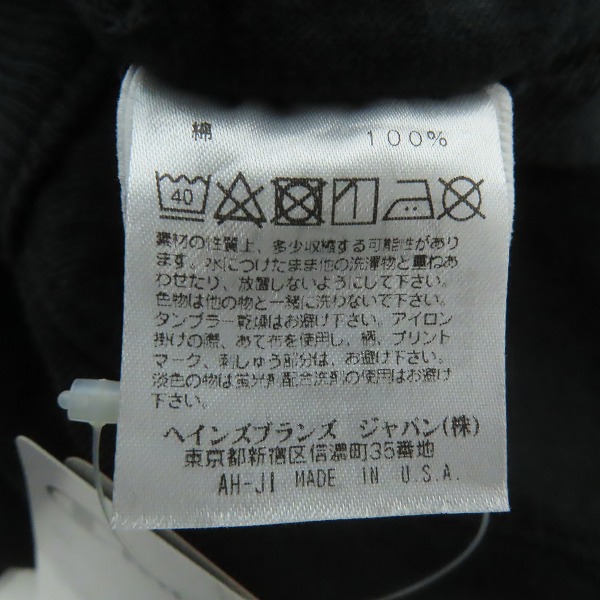 綿 100%
40
素材の性質上、多少収縮する可能性があり
ます。水につけたまま他の洗濯物と重ねあ
わせたり、放置しないようにして下さい。
色物は他の物と一緒に洗わないで下さい。
タンブラー乾燥はお避け下さい。アイロン
掛けの際、あて布を使用し、柄、プリント
マーク、刺しゅう部分は、お避け下さい。
淡色の物は蛍光剤配合洗剤の使用はお避け
下さい。
ヘインズブランズ ジャパン(株)
東京都新宿区信濃町35番地
AH-JI MADE IN U.S.A.